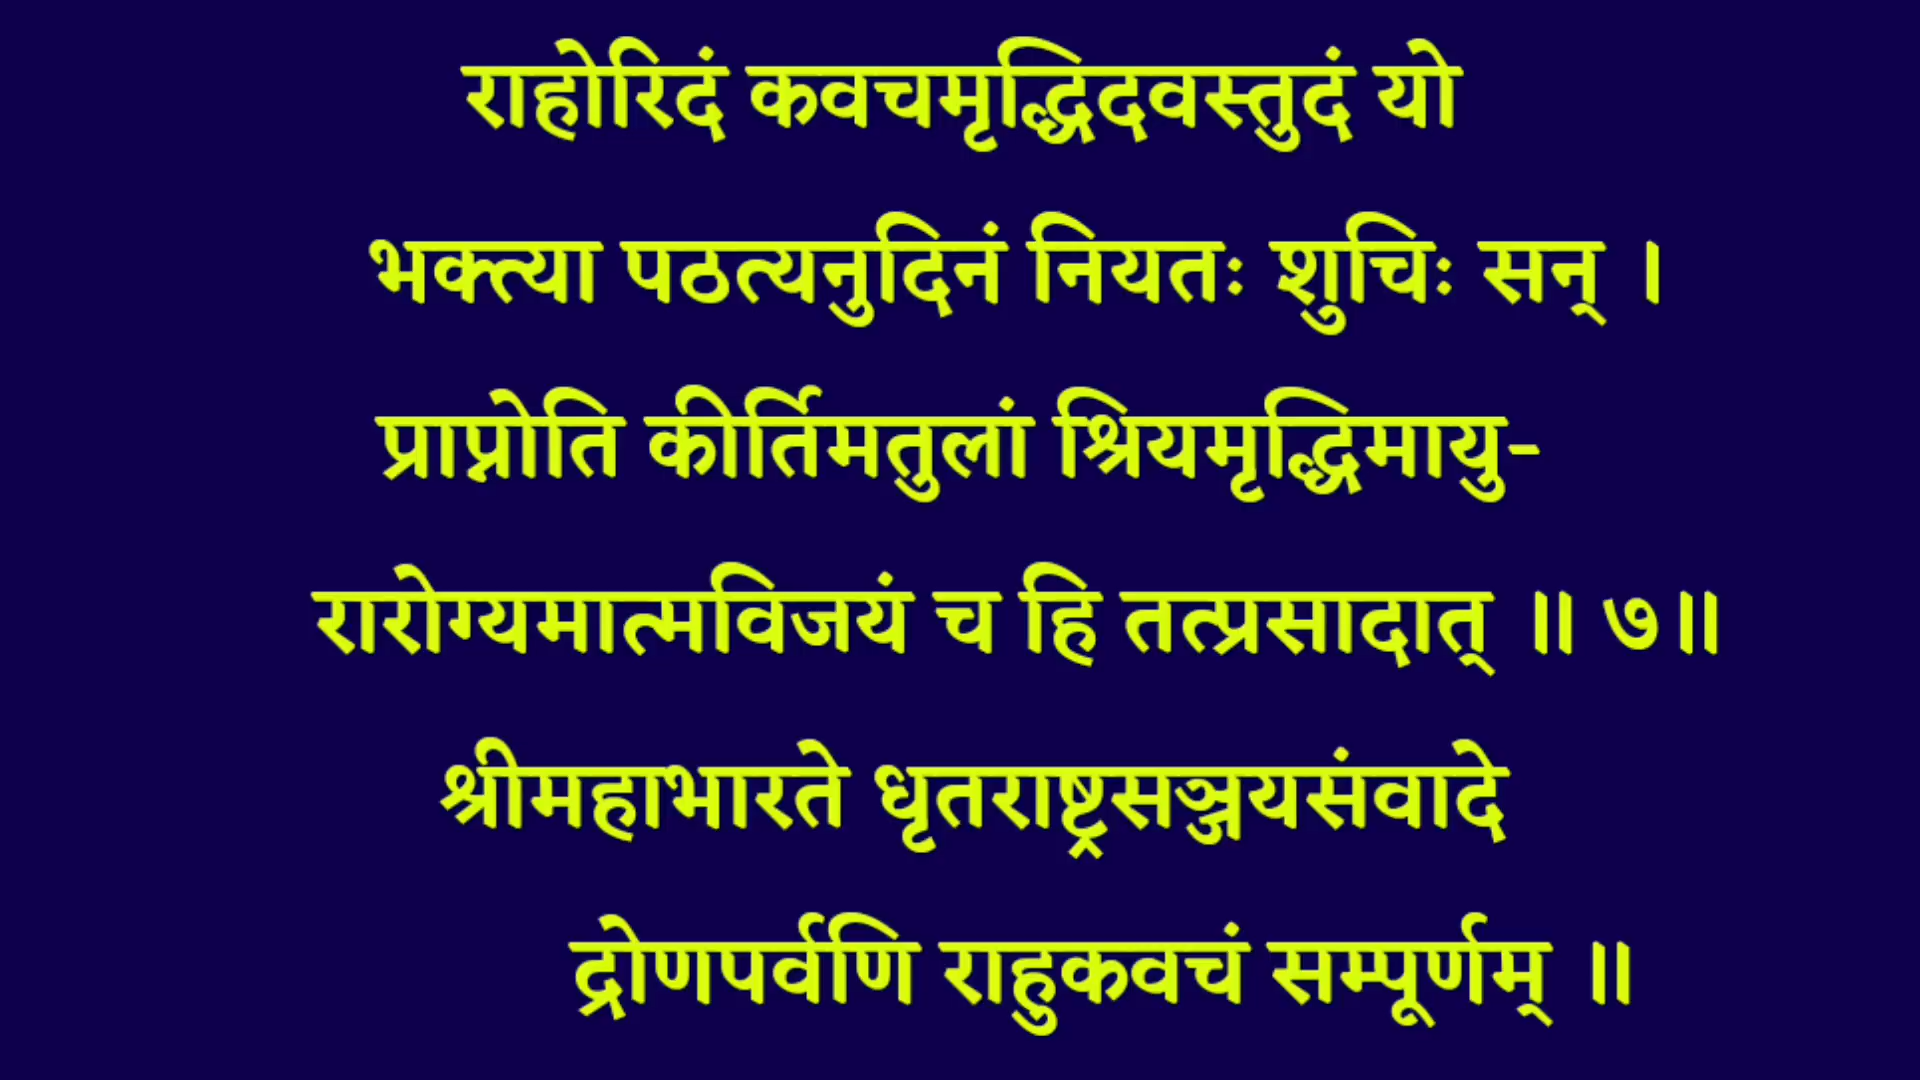 राहोरिदं कवचमृद्धिदवस्तुदं यो
भक्त्या पठत्यनुदिनं नियतः शुचिः सन् ।
प्राप्नोति कीर्तिमतुलां श्रियमृद्धिमायु-
रारोग्यमात्मविजयं च हि तत्प्रसादात् ॥ ७॥
श्रीमहाभारते धृतराष्ट्रसञ्जयसंवादे
द्रोणपर्वणि राहुकवचं सम्पूर्णम् ॥